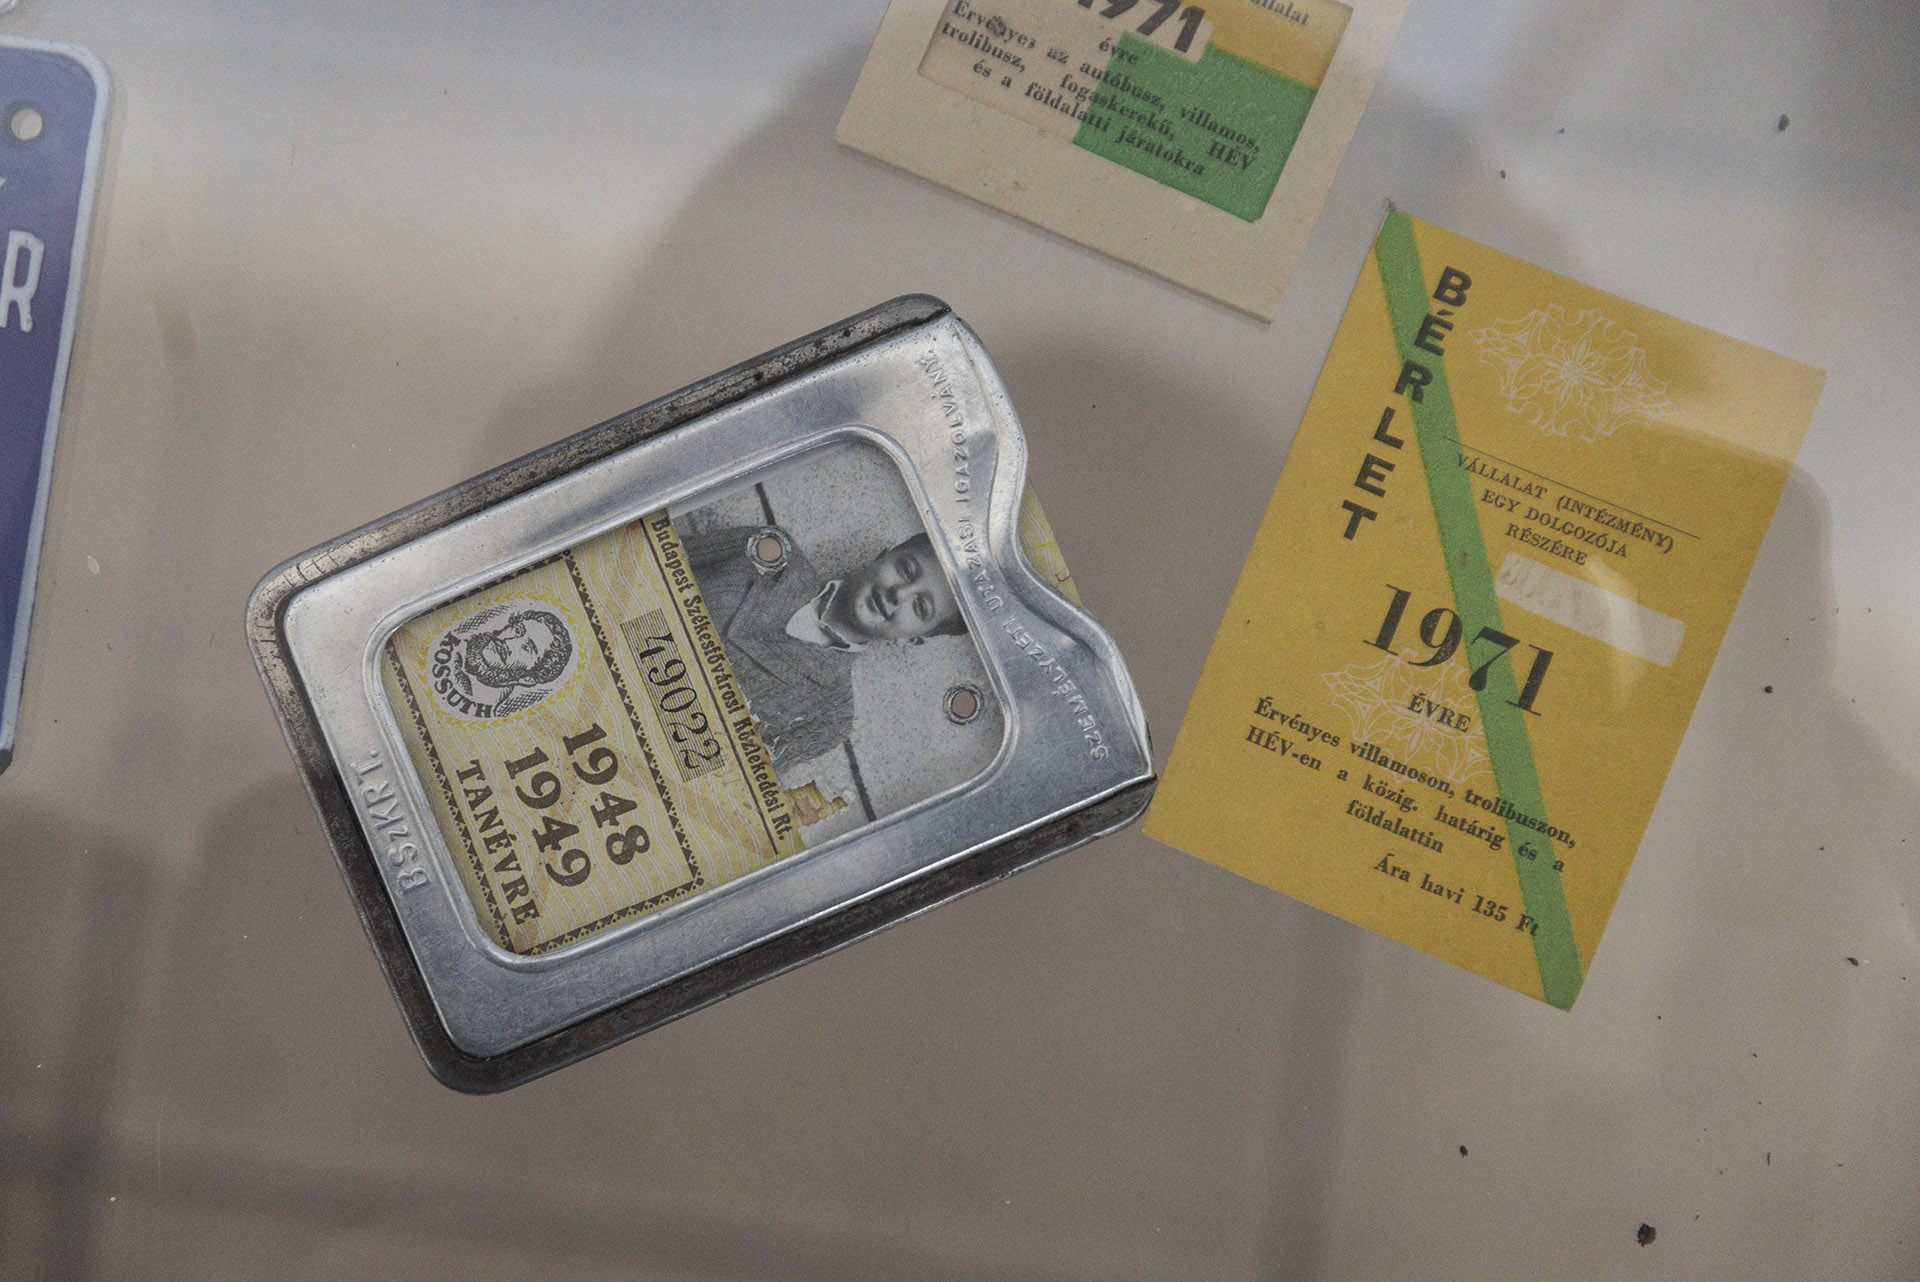 R
1971
évre
Érvényes az autóbusz, villamos,
trolibusz, fogaskerekű, HÉV
és a földalatti járatokra
BÉRLET
VÁLLALAT (INTÉZMÉNY)
EGY DOLGOZÓJA
RÉSZÉRE
1971
ÉVRE
Érvényes villamoson, trolibuszon,
HÉV-en a közig. határig és a
földalattin
Ára havi 135 Ft
SZEMÉLYZETI UTAZÁSI IGAZOLVÁNY.
Budapest Székesfővárosi Közlekedési Rt.
49022
KOSSUTH
1948
1949
TANÉVRE
BSZKRT.